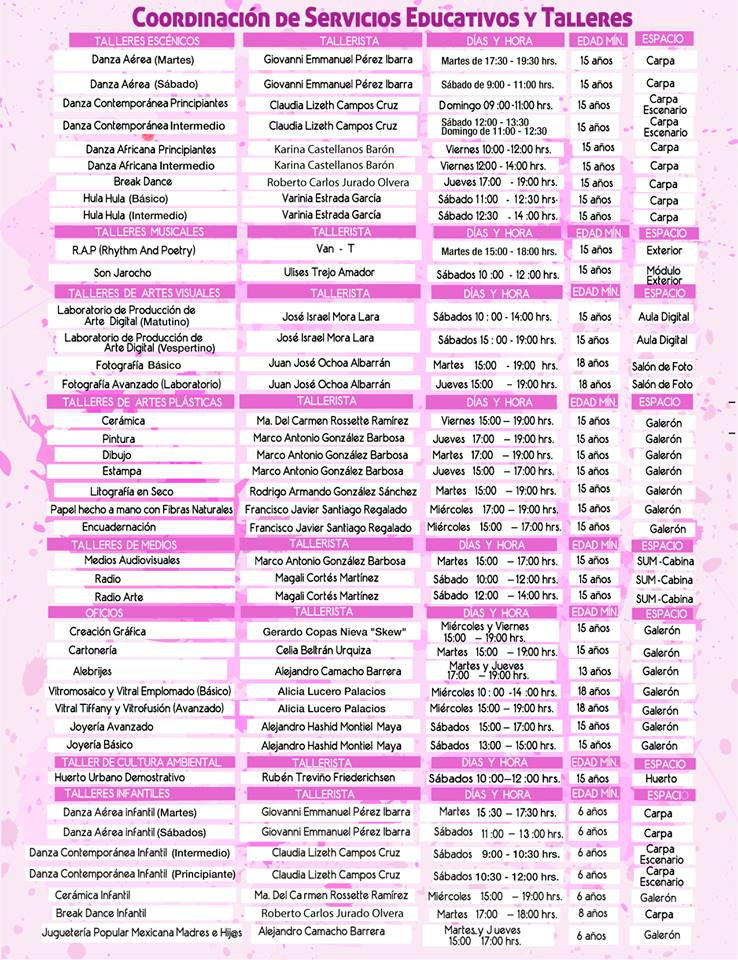 Coordinación de Servicios Educativos y Talleres
TALLERES ESCÉNICOS TALLERISTA DÍAS Y HORA EDAD MÍN. ESPACIO
Danza Aérea (Martes) Giovanni Emmanuel Pérez Ibarra Martes de 17:30 - 19:30 hrs. 15 años Carpa
Danza Aérea (Sábado) Giovanni Emmanuel Pérez Ibarra Sábado de 9:00 - 11:00 hrs. 15 años Carpa
Danza Contemporánea Principiantes Claudia Lizeth Campos Cruz Domingo 09:00-11:00 hrs. 15 años Carpa
Escenario
Danza Contemporánea Intermedio Claudia Lizeth Campos Cruz Sábado 12:00 - 13:30 15 años Carpa
Domingo de 11:00 - 12:30 Escenario
Danza Africana Principiantes Karina Castellanos Barón Viernes 10:00 -12:00 hrs. 15 años Carpa
Danza Africana Intermedio Karina Castellanos Barón Viernes 12:00 - 14:00 hrs. 15 años Carpa
Break Dance Roberto Carlos Jurado Olvera Jueves 17:00 - 19:00 hrs. 15 años Carpa
Hula Hula (Básico) Varinia Estrada García Sábado 11:00 - 12:30 hrs. 15 años Carpa
Hula Hula (Intermedio) Varinia Estrada García Sábado 12:30 - 14:00 hrs. 15 años Carpa
TALLERES MUSICALES TALLERISTA DÍAS Y HORA EDAD MÍN. ESPACIO
R.A.P (Rhythm And Poetry) Van - T Martes de 15:00 - 18:00 hrs. 15 años Exterior
Son Jarocho Ulises Trejo Amador Sábados 10:00 - 12:00 hrs. 15 años Módulo
Exterior
TALLERES DE ARTES VISUALES TALLERISTA DÍAS Y HORA EDAD MÍN. ESPACIO
Laboratorio de Producción de
Arte Digital (Matutino) José Israel Mora Lara Sábados 10:00 - 14:00 hrs. 15 años Aula Digital
Laboratorio de Producción de
Arte Digital (Vespertino) José Israel Mora Lara Sábados 15:00 - 19:00 hrs. 15 años Aula Digital
Fotografía Básico Juan José Ochoa Albarrán Martes 15:00 - 19:00 hrs. 18 años Salón de Foto
Fotografía Avanzado (Laboratorio) Juan José Ochoa Albarrán Jueves 15:00 – 19:00 hrs. 18 años Salón de Foto
TALLERES DE ARTES PLÁSTICAS TALLERISTA DÍAS Y HORA EDAD MÍN. ESPACIO
Cerámica Ma. Del Carmen Rossette Ramírez Viernes 15:00 – 19:00 hrs. 15 años Galerón
Pintura Marco Antonio González Barbosa Jueves 17:00 – 19:00 hrs. 15 años Galerón
Dibujo Marco Antonio González Barbosa Martes 17:00 – 19:00 hrs. 15 años Galerón
Estampa Marco Antonio González Barbosa Jueves 15:00 – 17:00 hrs. 15 años Galerón
Litografía en Seco Rodrigo Armando González Sánchez Martes 15:00 – 19:00 hrs. 15 años Galerón
Papel hecho a mano con Fibras Naturales Francisco Javier Santiago Regalado Miércoles 17:00 – 19:00 hrs. 15 años Galerón
Encuadernación Francisco Javier Santiago Regalado Miércoles 15:00 – 17:00 hrs. 15 años Galerón
TALLERES DE MEDIOS TALLERISTA DÍAS Y HORA EDAD MÍN. ESPACIO
Medios Audiovisuales Marco Antonio González Barbosa Martes 15:00 – 17:00 hrs. 15 años SUM-Cabina
Radio Magali Cortés Martínez Sábado 10:00 – 12:00 hrs. 15 años SUM-Cabina
Radio Arte Magali Cortés Martínez Sábado 12:00 – 14:00 hrs. 15 años SUM-Cabina
OFICIOS TALLERISTA DÍAS Y HORA EDAD MÍN. ESPACIO
Creación Gráfica Gerardo Copas Nieva "Skew" Miércoles y Viernes 15 años Galerón
15:00 – 19:00 hrs.
Cartonería Celia Beltrán Urquiza Martes 15:00 – 19:00 hrs. 15 años Galerón
Alebrijes Alejandro Camacho Barrera Martes y Jueves 13 años Galerón
17:00 – 19:00 hrs.
Vitromosaico y Vitral Emplomado (Básico) Alicia Lucero Palacios Miércoles 10:00 -14:00 hrs. 18 años Galerón
Vitral Tiffany y Vitrofusión (Avanzado) Alicia Lucero Palacios Miércoles 15:00 – 19:00 hrs. 18 años Galerón
Joyería Avanzado Alejandro Hashid Montiel Maya Sábados 15:00 – 17:00 hrs. 15 años Galerón
Joyería Básico Alejandro Hashid Montiel Maya Sábados 13:00 – 15:00 hrs. 15 años Galerón
TALLER DE CULTURA AMBIENTAL TALLERISTA DÍAS Y HORA EDAD MÍN. ESPACIO
Huerto Urbano Demostrativo Rubén Treviño Friederichsen Sábados 10:00–12:00 hrs. 15 años Huerto
TALLERES INFANTILES TALLERISTA DÍAS Y HORA EDAD MÍN. ESPACIO
Danza Aérea infantil (Martes) Giovanni Emmanuel Pérez Ibarra Martes 15:30 – 17:30 hrs. 6 años Carpa
Danza Aérea infantil (Sábados) Giovanni Emmanuel Pérez Ibarra Sábados 11:00 – 13:00 hrs. 6 años Carpa
Danza Contemporánea Infantil (Intermedio) Claudia Lizeth Campos Cruz Sábados 9:00 - 10:30 hrs. 6 años Carpa
Escenario
Danza Contemporánea Infantil (Principiante) Claudia Lizeth Campos Cruz Sábados 10:30 - 12:00 hrs. 6 años Carpa
Escenario
Cerámica Infantil Ma. Del Carmen Rossette Ramírez Miércoles 15:00 – 19:00 hrs. 6 años Galerón
Break Dance Infantil Roberto Carlos Jurado Olvera Martes 17:00 – 18:00 hrs. 8 años Carpa
Juguetería Popular Mexicana Madres e Hij@s Alejandro Camacho Barrera Martes y Jueves 6 años Galerón
15:00 17:00 hrs.